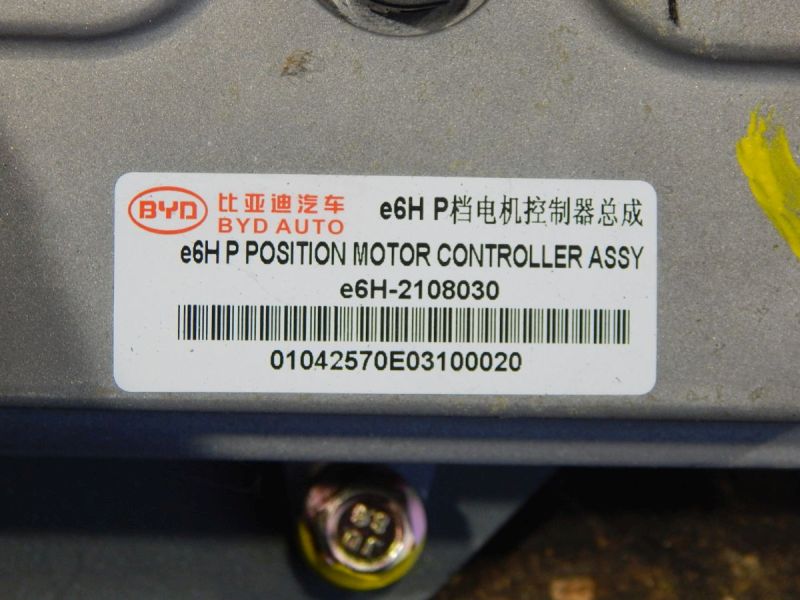 BYD 比亚迪汽车 e6H P档电机控制器总成
BYD AUTO
e6H P POSITION MOTOR CONTROLLER ASSY
e6H-2108030
01042570E03100020